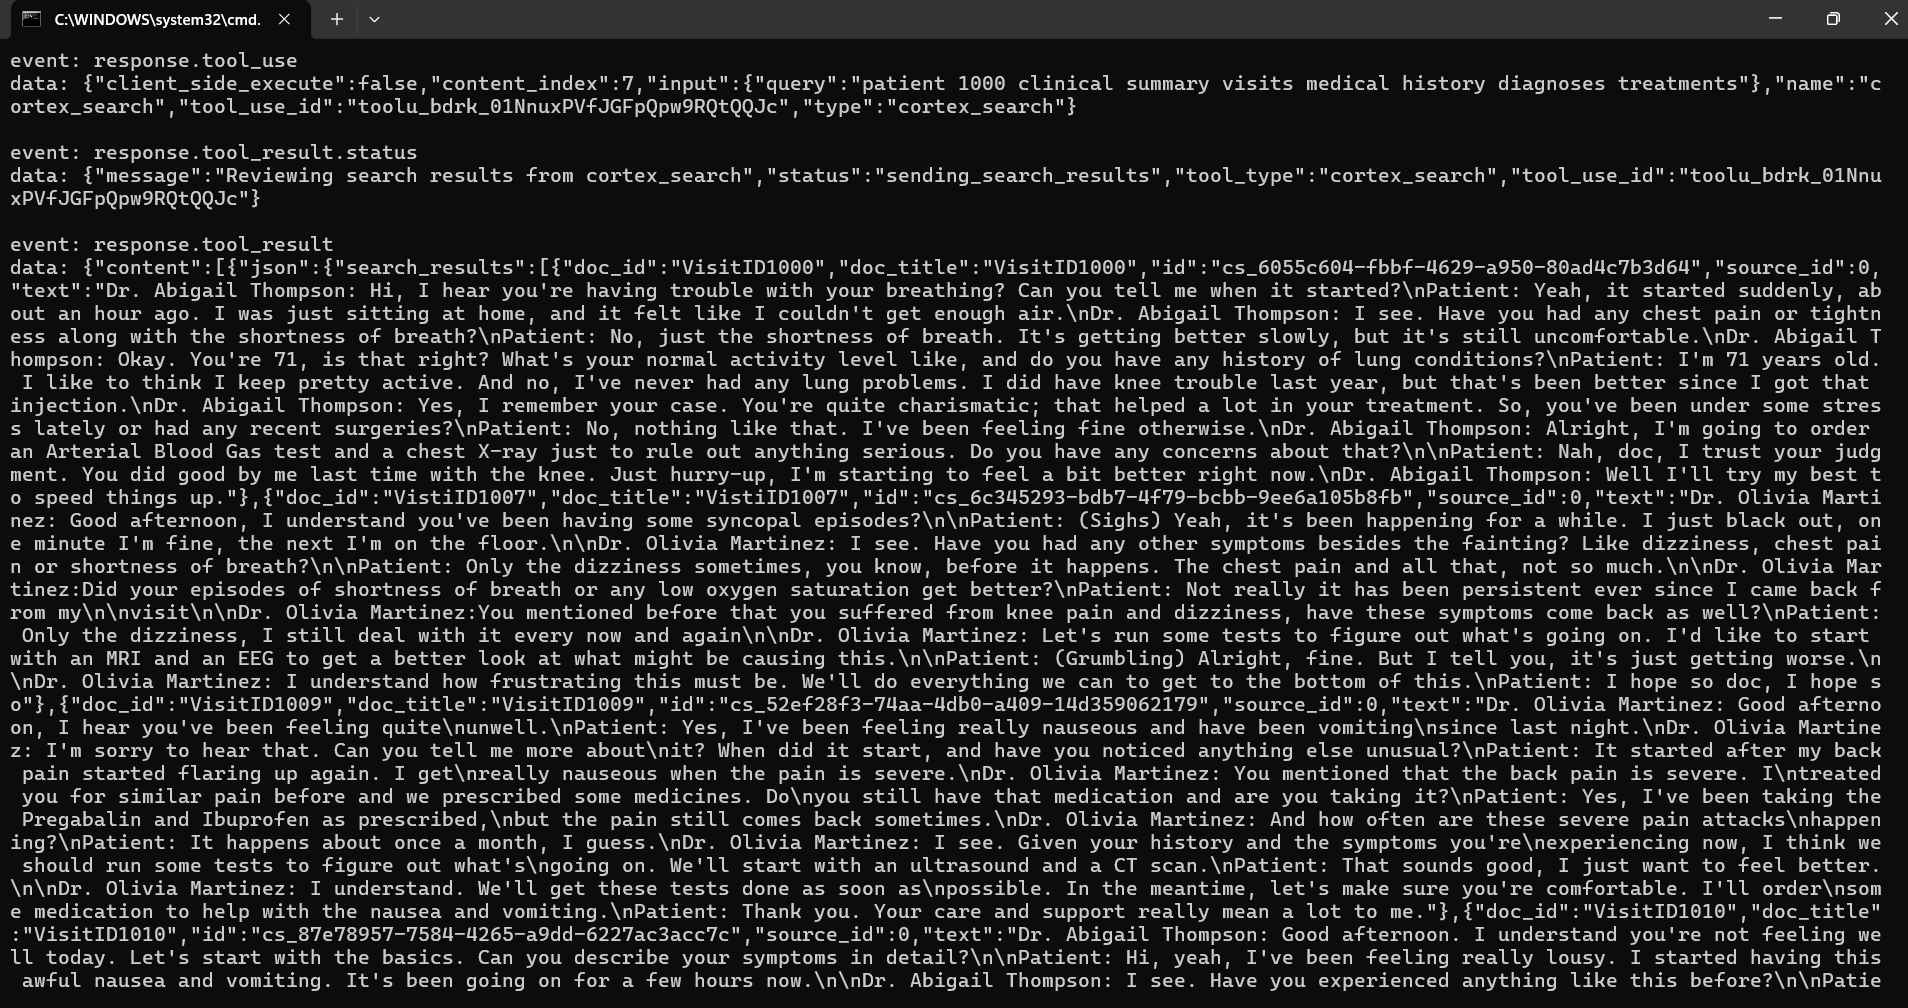 C:\WINDOWS\system32\cmd.
event: response.tool_use
data: {"client_side_execute":false,"content_index":7,"input":{"query":"patient 1000 clinical summary visits medical history diagnoses treatments"},"name":"c
ortex_search","tool_use_id":"toolu_bdrk_01NnuxPVfJGFpQpw9RQtQQJc","type":"cortex_search"}
event: response.tool_result.status
data: {"message":"Reviewing search results from cortex_search","status":"sending_search_results","tool_type":"cortex_search","tool_use_id":"toolu_bdrk_01Nnu
xPVfJGFpQpw9RQtQQJc"}
event: response.tool_result
data: {"content":[{"json":{"search_results":[{"doc_id":"VisitID1000","doc_title":"VisitID1000","id":"cs_6055c604-fbbf-4629-a950-80ad4c7b3d64","source_id":0,
"text":"Dr. Abigail Thompson: Hi, I hear you're having trouble with your breathing? Can you tell me when it started?\nPatient: Yeah, it started suddenly, ab
out an hour ago. I was just sitting at home, and it felt like I couldn't get enough air.\nDr. Abigail Thompson: I see. Have you had any chest pain or tightn
ess along with the shortness of breath?\nPatient: No, just the shortness of breath. It's getting better slowly, but it's still uncomfortable.\nDr. Abigail T
hompson: Okay. You're 71, is that right? What's your normal activity level like, and do you have any history of lung conditions?\nPatient: I'm 71 years old.
I like to think I keep pretty active. And no, I've never had any lung problems. I did have knee trouble last year, but that's been better since I got that
injection.\nDr. Abigail Thompson: Yes, I remember your case. You're quite charismatic; that helped a lot in your treatment. So, you've been under some stres
s lately or had any recent surgeries?\nPatient: No, nothing like that. I've been feeling fine otherwise.\nDr. Abigail Thompson: Alright, I'm going to order
an Arterial Blood Gas test and a chest X-ray just to rule out anything serious. Do you have any concerns about that?\n\nPatient: Nah, doc, I trust your judg
ment. You did good by me last time with the knee. Just hurry-up, I'm starting to feel a bit better right now.\nDr. Abigail Thompson: Well I'll try my best t
o speed things up."},{"doc_id":"VistiID1007","doc_title":"VistiID1007","id":"cs_6c345293-bdb7-4f79-bcbb-9ee6a105b8fb","source_id":0,"text":"Dr. Olivia Marti
nez: Good afternoon, I understand you've been having some syncopal episodes?\n\nPatient: (Sighs) Yeah, it's been happening for a while. I just black out, on
e minute I'm fine, the next I'm on the floor.\n\nDr. Olivia Martinez: I see. Have you had any other symptoms besides the fainting? Like dizziness, chest pai
n or shortness of breath?\n\nPatient: Only the dizziness sometimes, you know, before it happens. The chest pain and all that, not so much.\n\nDr. Olivia Mar
tinez:Did your episodes of shortness of breath or any low oxygen saturation get better?\nPatient: Not really it has been persistent ever since I came back f
rom my\n\nvisit\n\nDr. Olivia Martinez:You mentioned before that you suffered from knee pain and dizziness, have these symptoms come back as well?\nPatient:
Only the dizziness, I still deal with it every now and again\n\nDr. Olivia Martinez: Let's run some tests to figure out what's going on. I'd like to start
with an MRI and an EEG to get a better look at what might be causing this.\n\nPatient: (Grumbling) Alright, fine. But I tell you, it's just getting worse.\n
\nDr. Olivia Martinez: I understand how frustrating this must be. We'll do everything we can to get to the bottom of this.\nPatient: I hope so doc, I hope s
o"},{"doc_id":"VisitID1009","doc_title":"VisitID1009","id":"cs_52ef28f3-74aa-4db0-a409-14d359062179","source_id":0,"text":"Dr. Olivia Martinez: Good afterno
on, I hear you've been feeling quite\nunwell.\nPatient: Yes, I've been feeling really nauseous and have been vomiting\nsince last night.\nDr. Olivia Martine
z: I'm sorry to hear that. Can you tell me more about\nit? When did it start, and have you noticed anything else unusual?\nPatient: It started after my back
pain started flaring up again. I get\nreally nauseous when the pain is severe.\nDr. Olivia Martinez: You mentioned that the back pain is severe. I\ntreated
you for similar pain before and we prescribed some medicines. Do\nyou still have that medication and are you taking it?\nPatient: Yes, I've been taking the
Pregabalin and Ibuprofen as prescribed,\nbut the pain still comes back sometimes.\nDr. Olivia Martinez: And how often are these severe pain attacks\nhappen
ing?\nPatient: It happens about once a month, I guess.\nDr. Olivia Martinez: I see. Given your history and the symptoms you're\nexperiencing now, I think we
should run some tests to figure out what's\ngoing on. We'll start with an ultrasound and a CT scan.\nPatient: That sounds good, I just want to feel better.
\n\nDr. Olivia Martinez: I understand. We'll get these tests done as soon as\npossible. In the meantime, let's make sure you're comfortable. I'll order\nsom
e medication to help with the nausea and vomiting.\nPatient: Thank you. Your care and support really mean a lot to me."},{"doc_id":"VisitID1010","doc_title"
:"VisitID1010","id":"cs_87e78957-7584-4265-a9dd-6227ac3acc7c","source_id":0,"text":"Dr. Abigail Thompson: Good afternoon. I understand you're not feeling we
ll today. Let's start with the basics. Can you describe your symptoms in detail?\n\nPatient: Hi, yeah, I've been feeling really lousy. I started having this
awful nausea and vomiting. It's been going on for a few hours now.\n\nDr. Abigail Thompson: I see. Have you experienced anything like this before?\n\nPatie